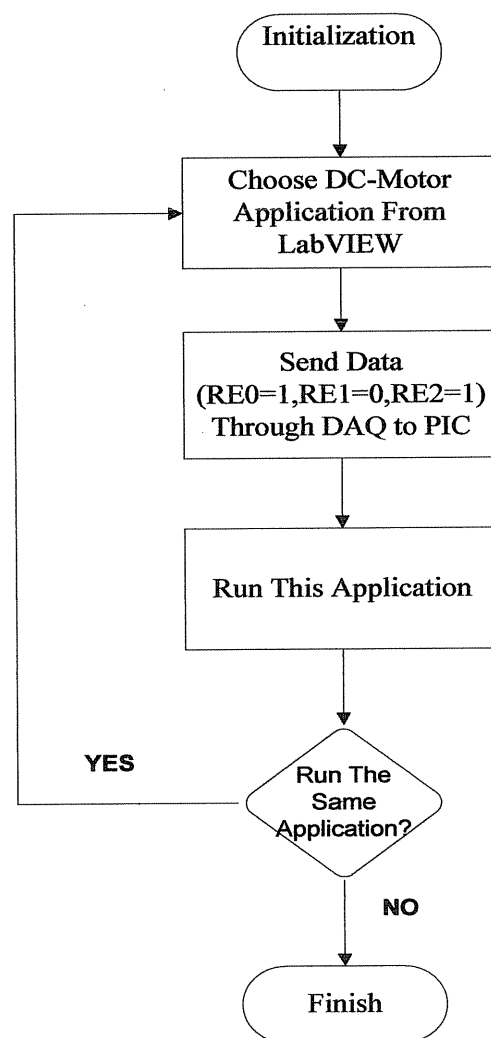 Initialization
Choose DC-Motor
Application From
LabVIEW
Send Data
(RE0=1,RE1=0,RE2=1)
Through DAQ to PIC
Run This Application
YES
Run The
Same
Application?
NO
Finish